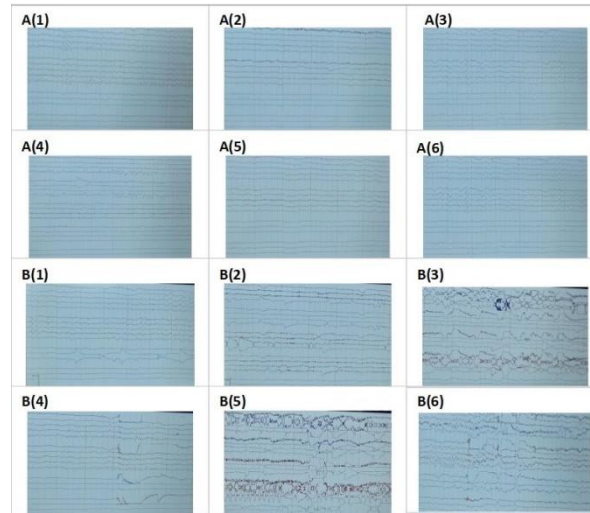 A(1) A(2) A(3)
A(4) A(5) A(6)
B(1) B(2) B(3)
B(4) B(5) B(6)